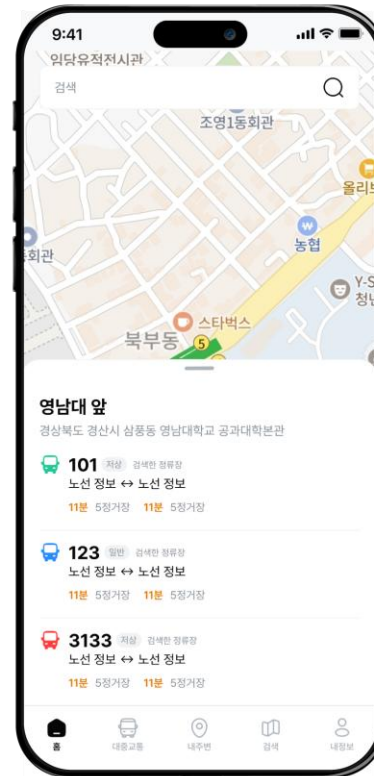 9:41
임당유적전시관
검색
조영1동회관
올리브
농협
회관
Y-S
청년
스타벅스
북부동
5
영남대 앞
경상북도 경산시 삼풍동 영남대학교 공과대학본관
101 저상 검색한 정류장
노선 정보 ↔ 노선 정보
11분 5정거장 11분 5정거장
123 일반 검색한 정류장
노선 정보 ↔ 노선 정보
11분 5정거장 11분 5정거장
3133 저상 검색한 정류장
노선 정보 ↔ 노선 정보
11분 5정거장 11분 5정거장
홈 대중교통 내주변 검색 내정보